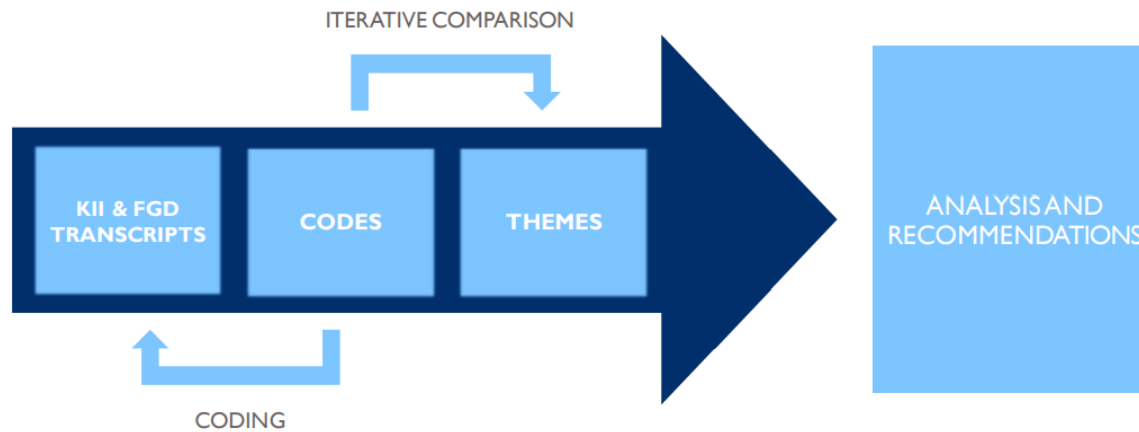 ITERATIVE COMPARISON
KII & FGD
TRANSCRIPTS
CODES
THEMES
ANALYSIS AND
RECOMMENDATIONS
CODING